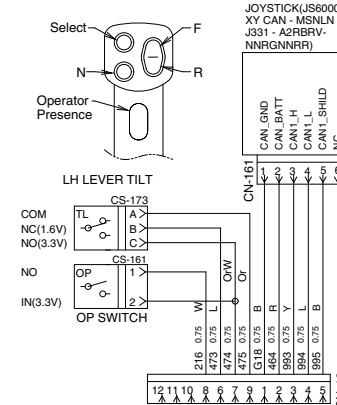 JOYSTICK(JS6000
XY CAN - MSNLN
J331 - A2RBRV-
NNRGNNRR)
Select
F
N
R
Operator
Presence
LH LEVER TILT
CAN_GND
CAN_BATT
CAN1_H
CAN1_L
CAN1_SHILD
NC
CN-161
1 2 3 4 5 6
CS-173
COM TL A
NC(1.6V) B
NO(3.3V) C
CS-161
NO OP 1
IN(3.3V) 2
OP SWITCH
216 0.75 W
473 0.75 L
474 0.75 OrW
475 0.75 Or
G18 0.75 B
464 0.75 R
993 0.75 Y
994 0.75 L
995 0.75 B
12 11 10 8 6 7 9 1 2 3 4 5